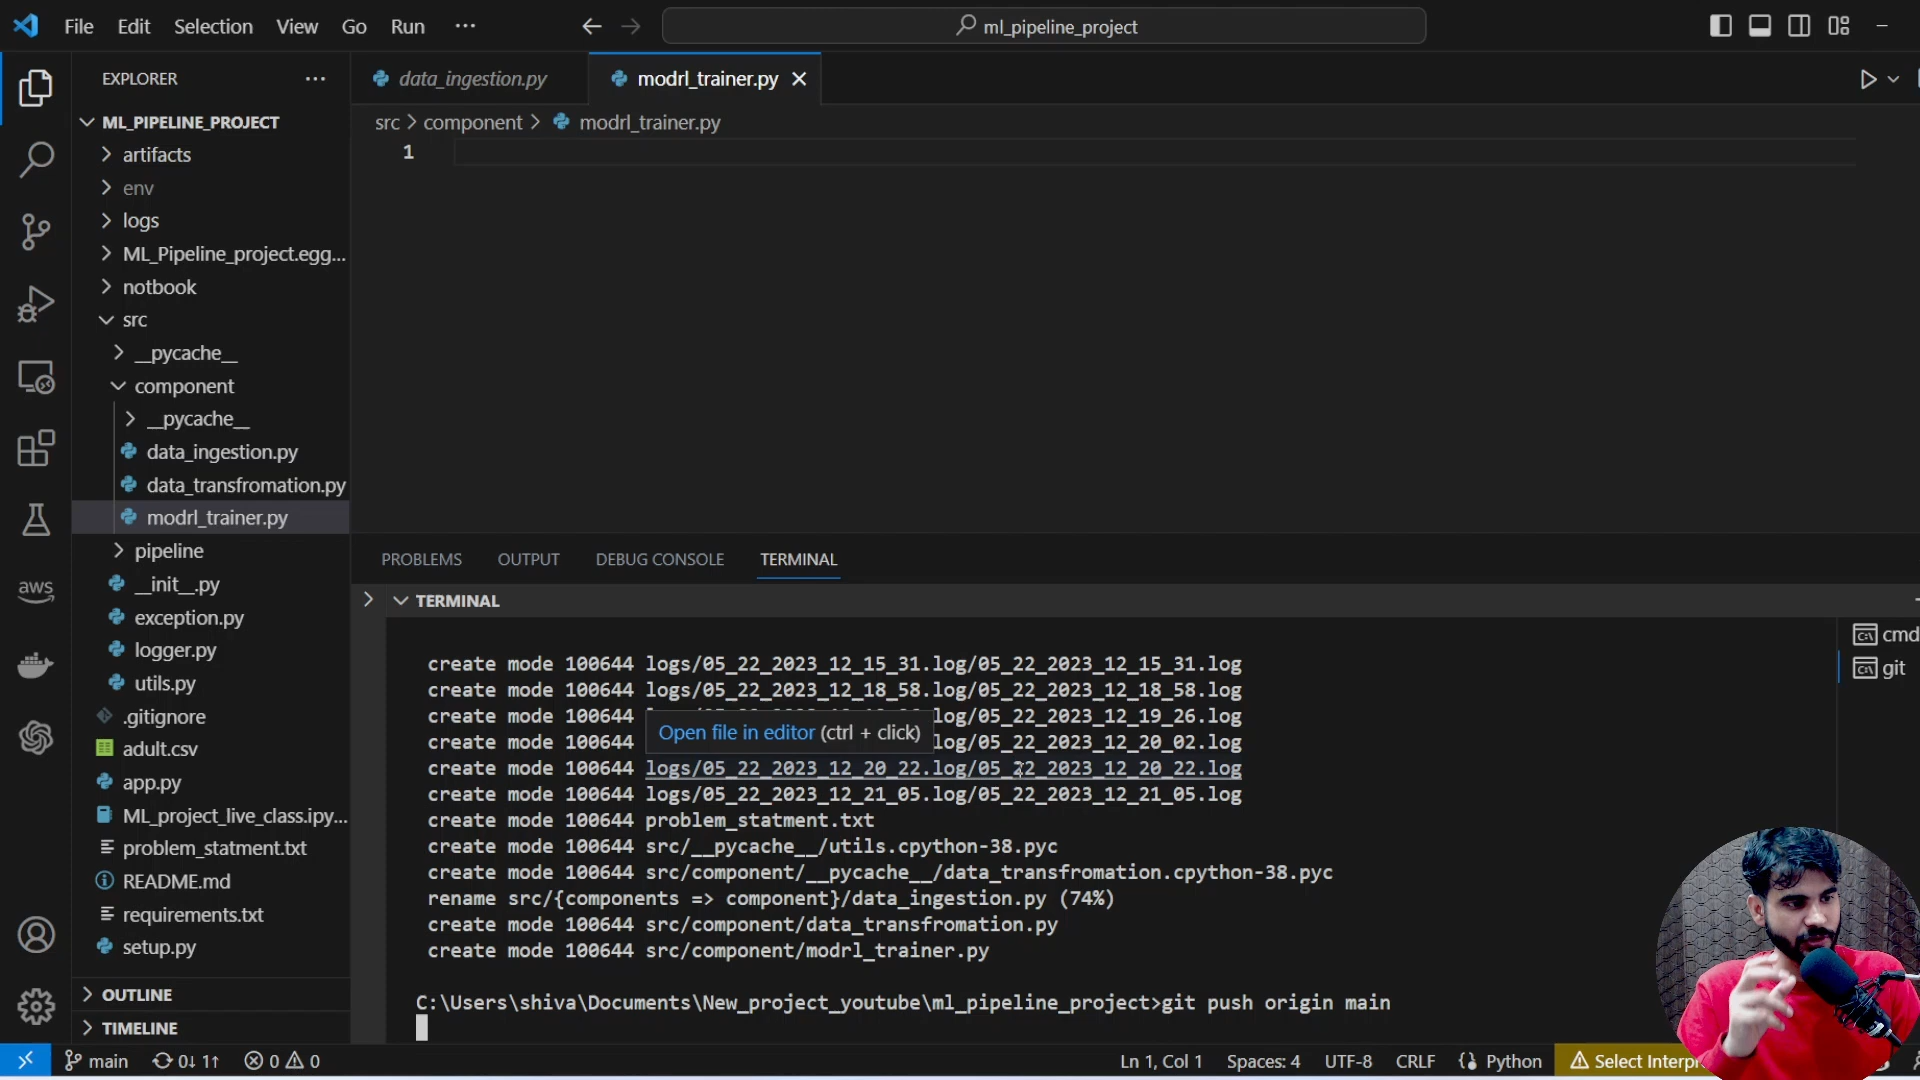 File Edit Selection View Go Run ···
ml_pipeline_project
EXPLORER ···
data_ingestion.py
modrl_trainer.py
ML_PIPELINE_PROJECT
artifacts
env
logs
ML_Pipeline_project.egg...
notbook
src
__pycache__
component
__pycache__
data_ingestion.py
data_transfromation.py
modrl_trainer.py
pipeline
__init__.py
exception.py
logger.py
utils.py
.gitignore
adult.csv
app.py
ML_project_live_class.ipy...
problem_statment.txt
README.md
requirements.txt
setup.py
OUTLINE
TIMELINE
aws
src > component > modrl_trainer.py
1
PROBLEMS OUTPUT DEBUG CONSOLE TERMINAL
TERMINAL
cmd
git
create mode 100644 logs/05_22_2023_12_15_31.log/05_22_2023_12_15_31.log
create mode 100644 logs/05_22_2023_12_18_58.log/05_22_2023_12_18_58.log
create mode 100644 log/05_22_2023_12_19_26.log
create mode 100644 log/05_22_2023_12_20_02.log
Open file in editor (ctrl + click)
create mode 100644 logs/05_22_2023_12_20_22.log/05_22_2023_12_20_22.log
create mode 100644 logs/05_22_2023_12_21_05.log/05_22_2023_12_21_05.log
create mode 100644 problem_statment.txt
create mode 100644 src/__pycache__/utils.cpython-38.pyc
create mode 100644 src/component/__pycache__/data_transfromation.cpython-38.pyc
rename src/{components => component}/data_ingestion.py (74%)
create mode 100644 src/component/data_transfromation.py
create mode 100644 src/component/modrl_trainer.py
C:\Users\shiva\Documents\New_project_youtube\ml_pipeline_project>git push origin main
main 0↓ 1↑ 0 0
Ln 1, Col 1 Spaces: 4 UTF-8 CRLF Python Select